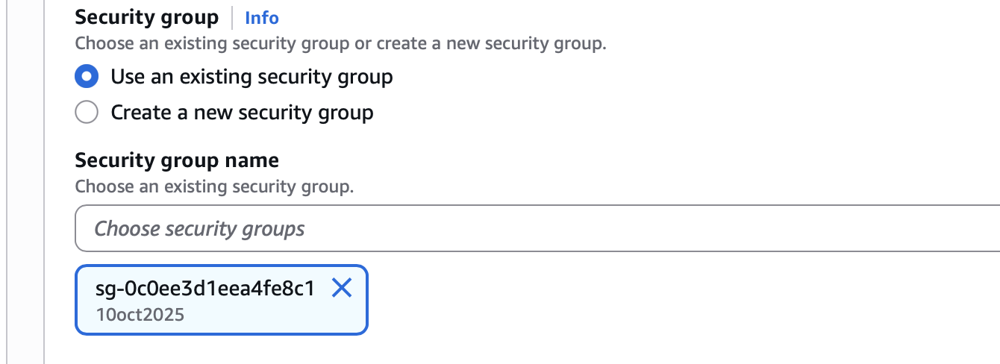 Security group Info
Choose an existing security group or create a new security group.
Use an existing security group
Create a new security group
Security group name
Choose an existing security group.
Choose security groups
sg-0c0ee3d1eea4fe8c1
10oct2025